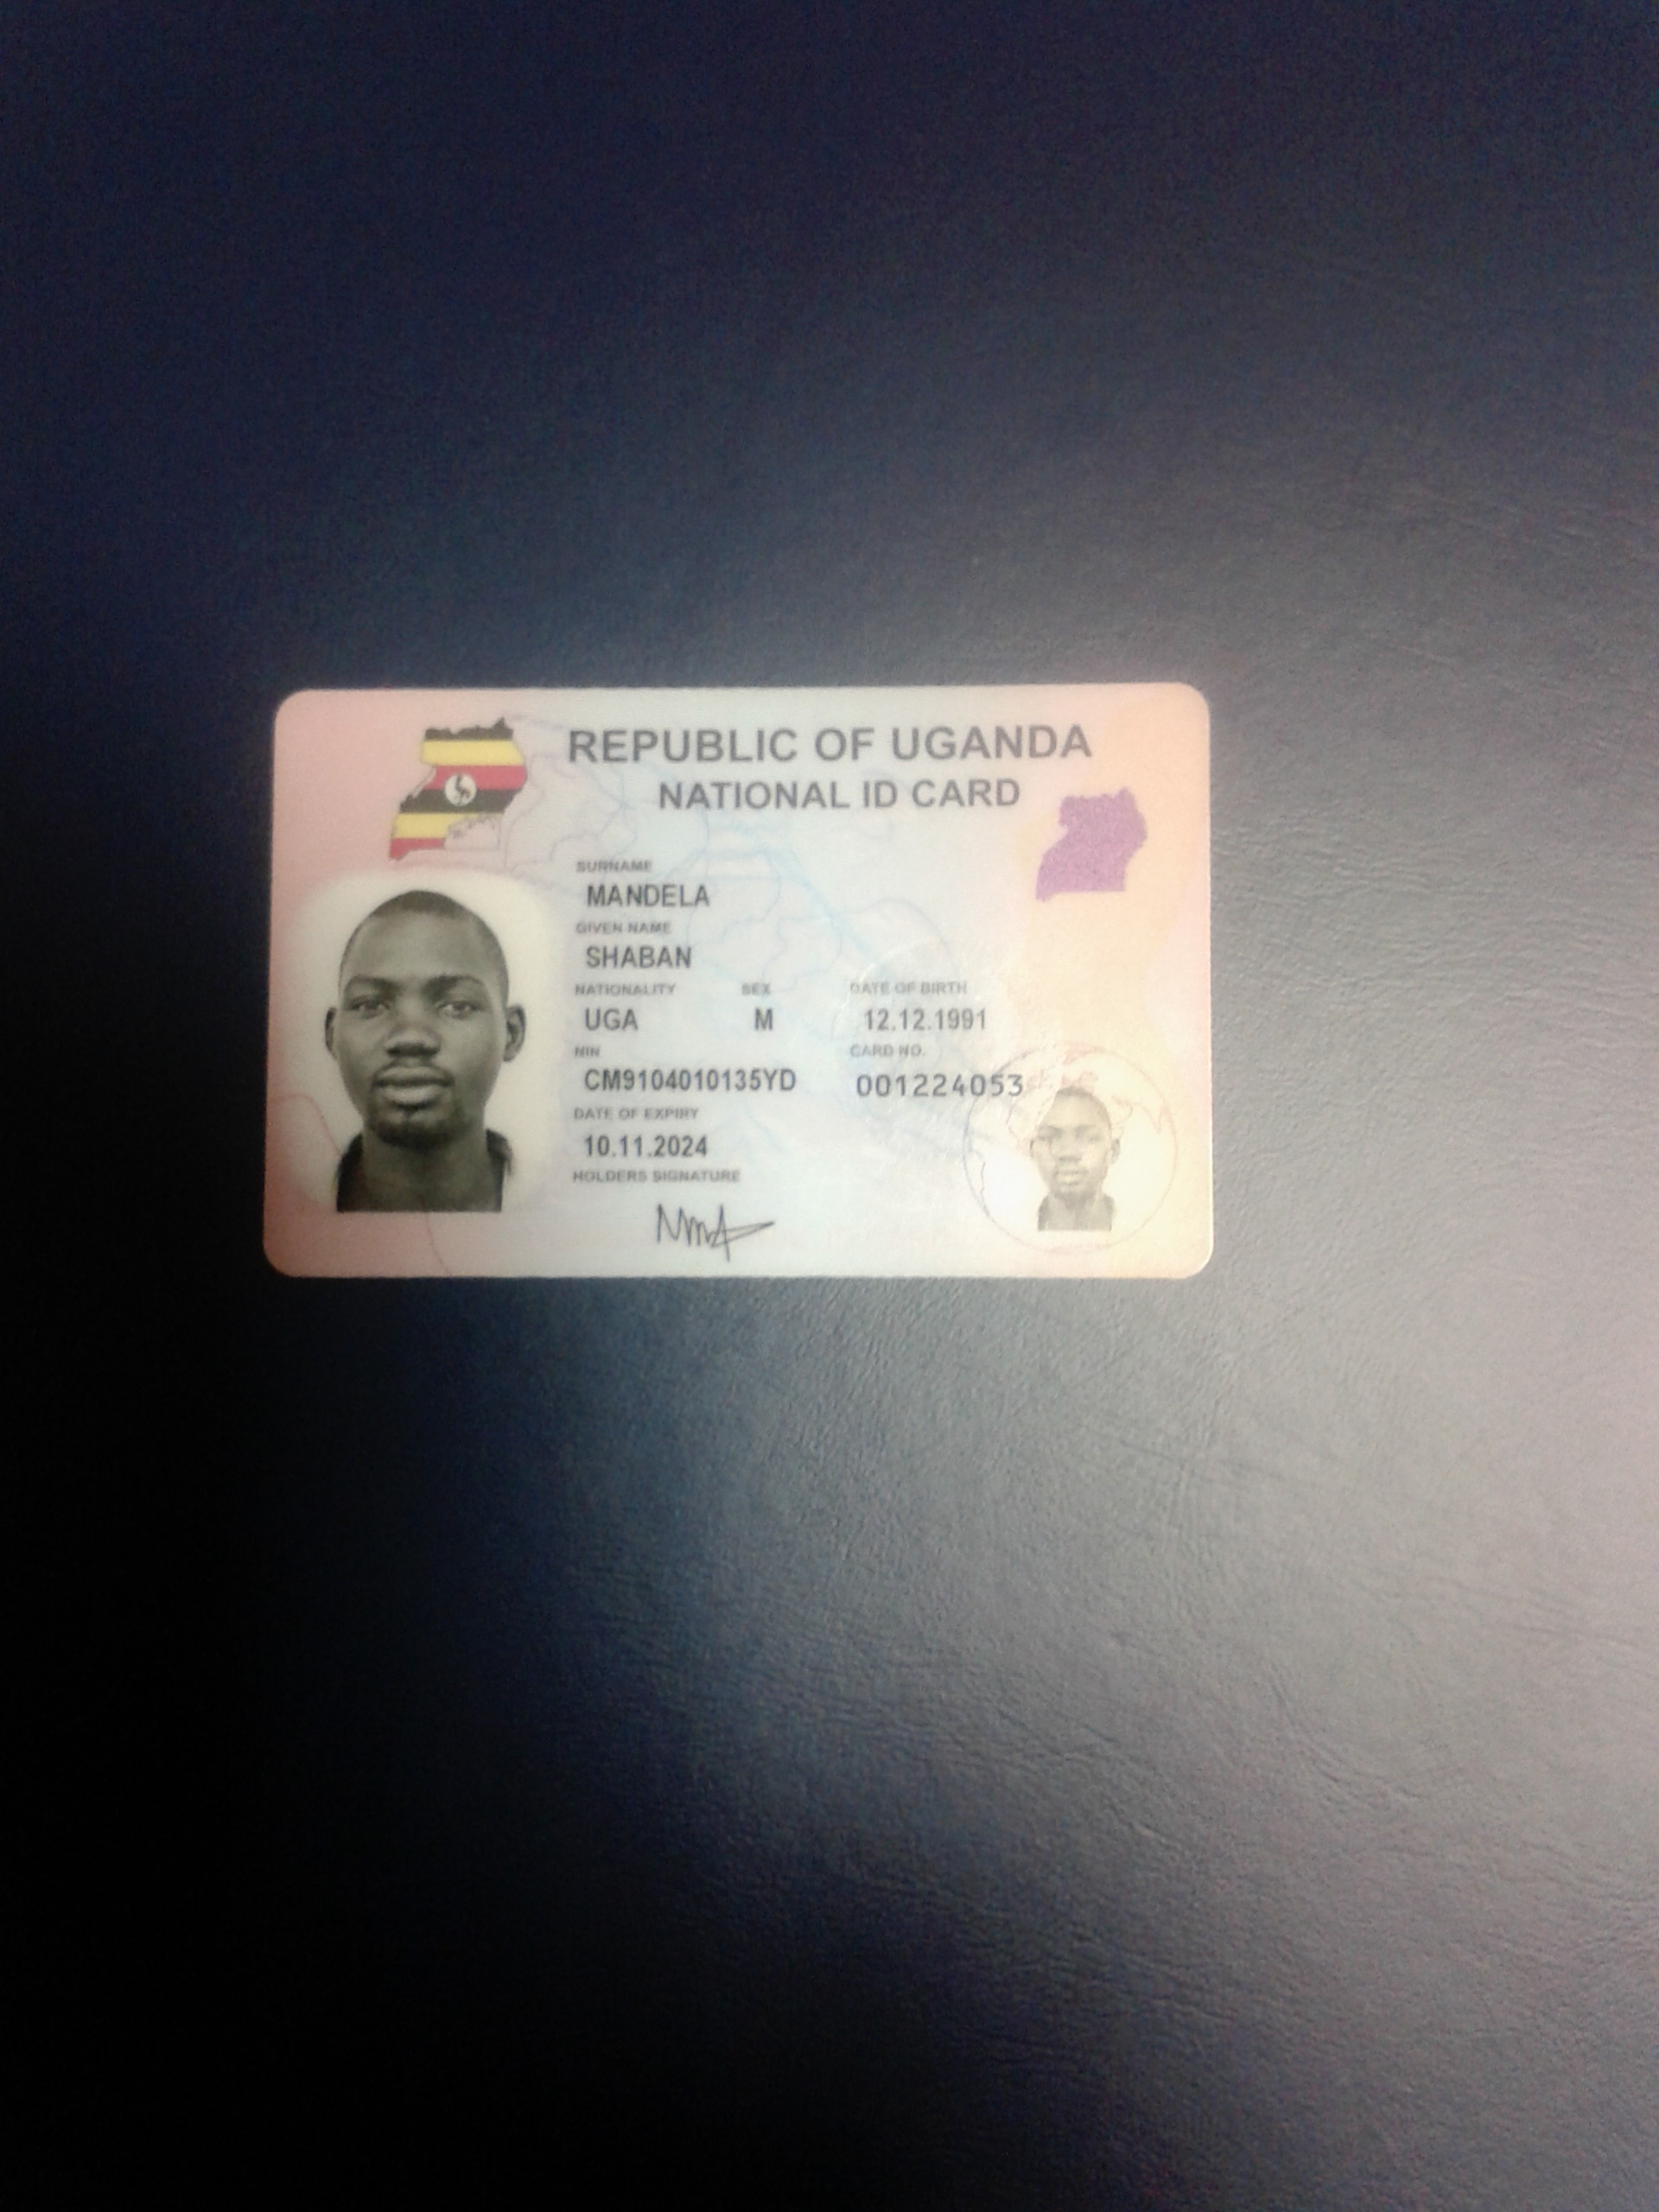 REPUBLIC OF UGANDA
NATIONAL ID CARD
SURNAME
MANDELA
GIVEN NAME
SHABAN
NATIONALITY SEX DATE OF BIRTH
UGA M 12.12.1991
NIN CARD NO.
CM9104010135YD 001224053
DATE OF EXPIRY
10.11.2024
HOLDERS SIGNATURE